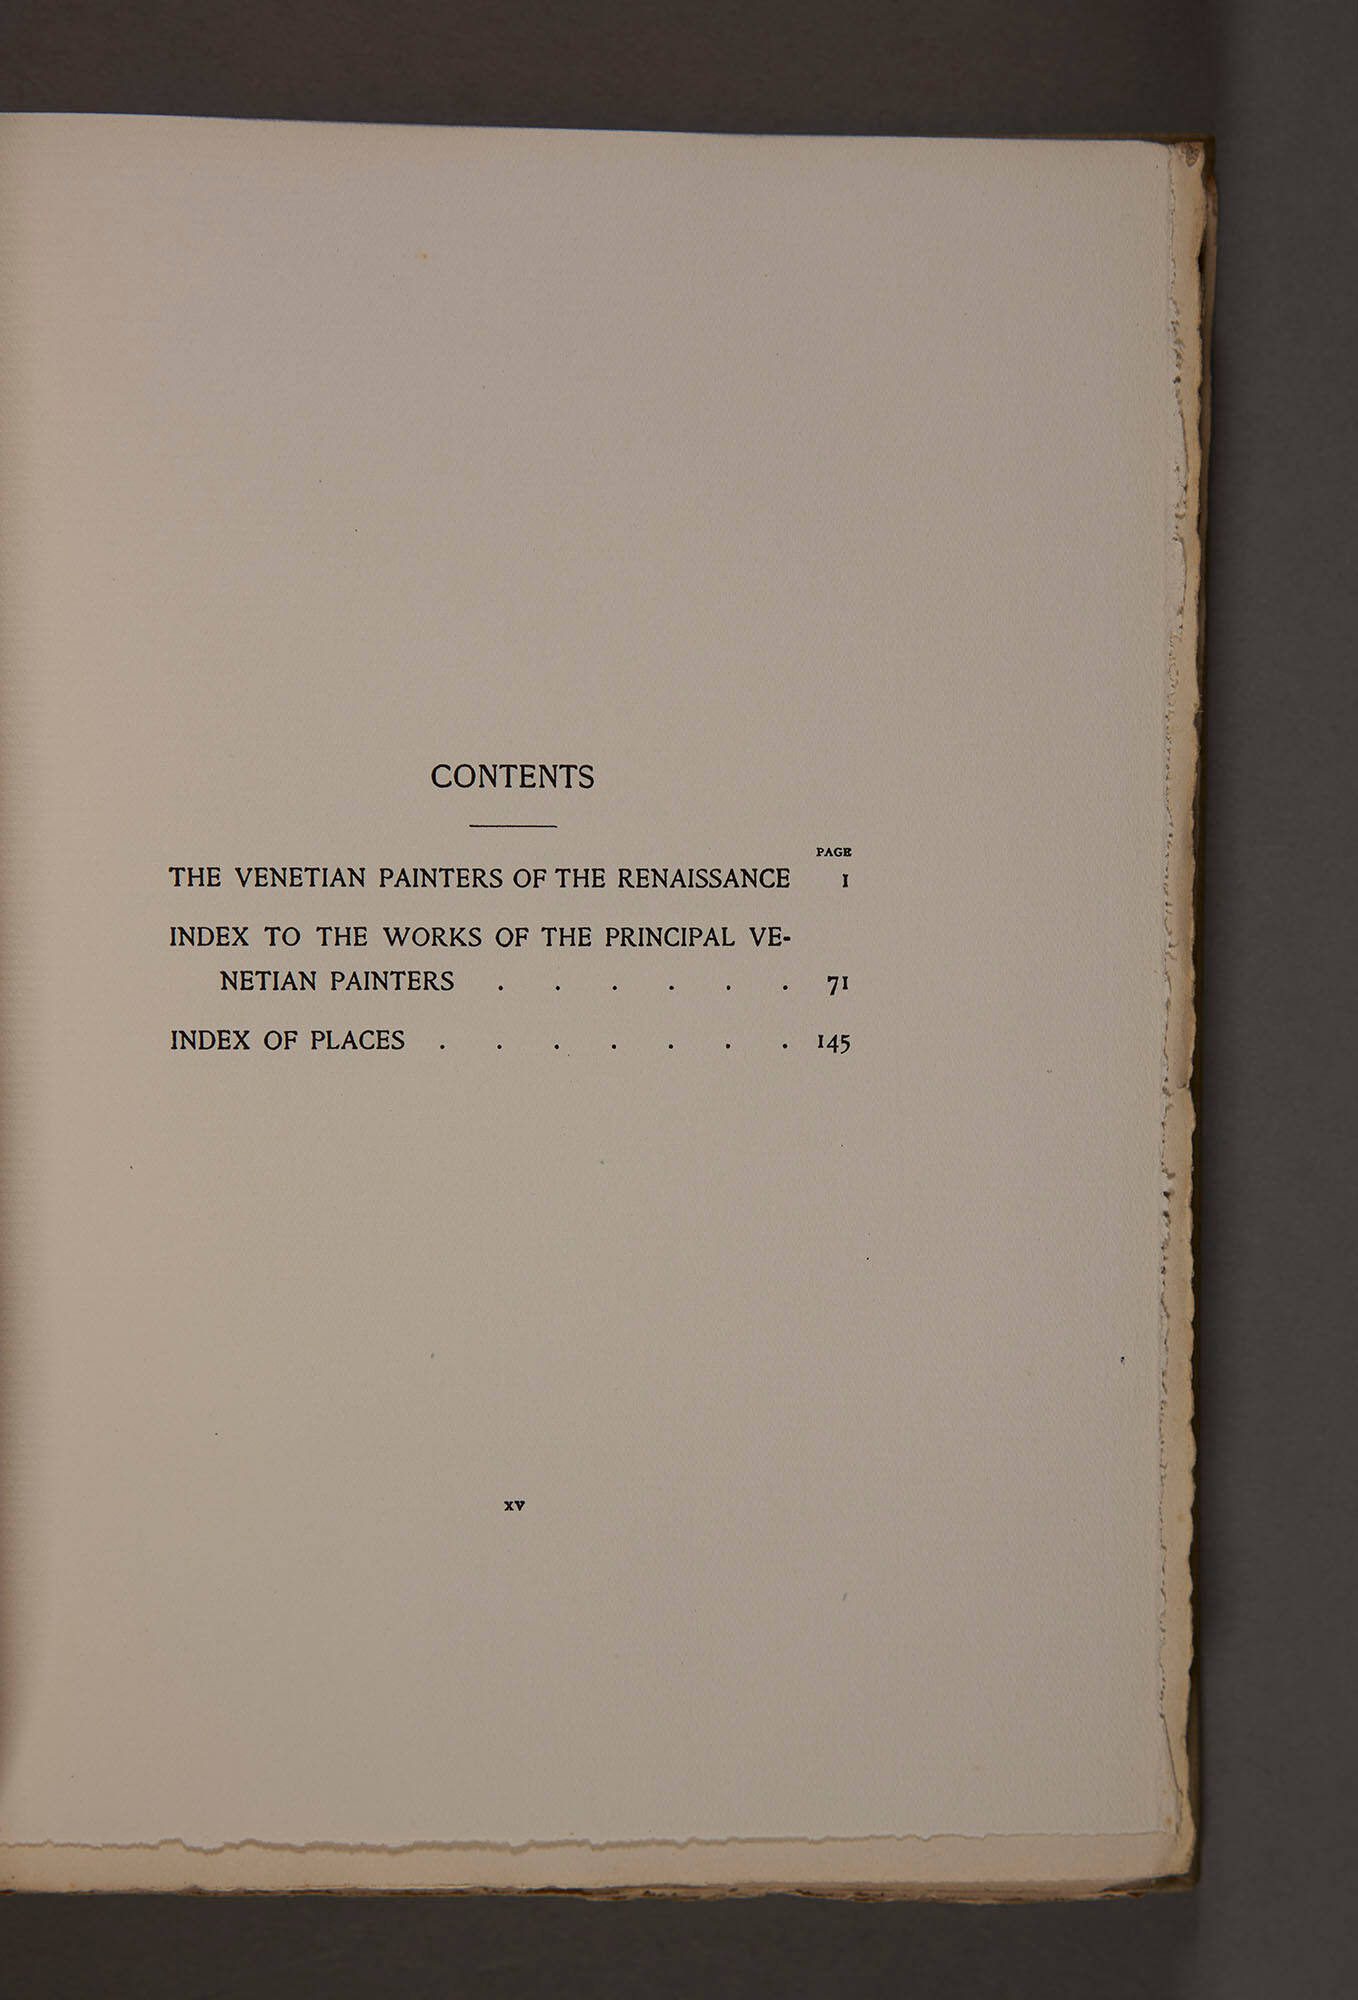 CONTENTS
PAGE
THE VENETIAN PAINTERS OF THE RENAISSANCE 1
INDEX TO THE WORKS OF THE PRINCIPAL VE-
NETIAN PAINTERS . . . . . . 71
INDEX OF PLACES . . . . . . . 145
xv